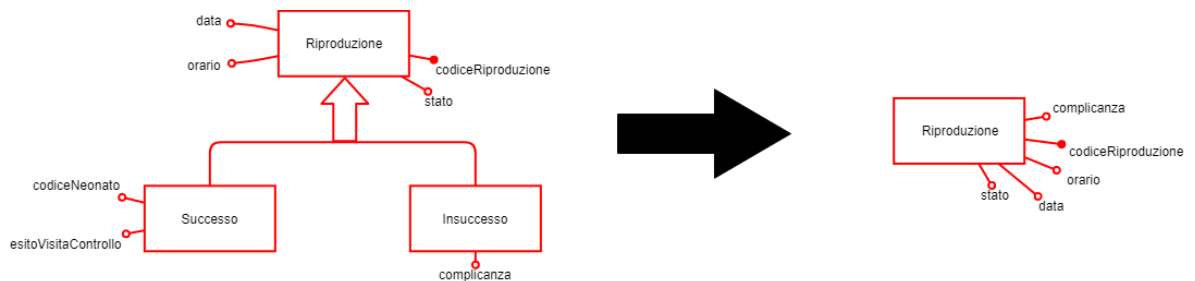 data
Riproduzione
orario
codiceRiproduzione
stato
codiceNeonato
Successo
esitoVisitaControllo
Insuccesso
complicanza
complicanza
Riproduzione
codiceRiproduzione
orario
stato
data